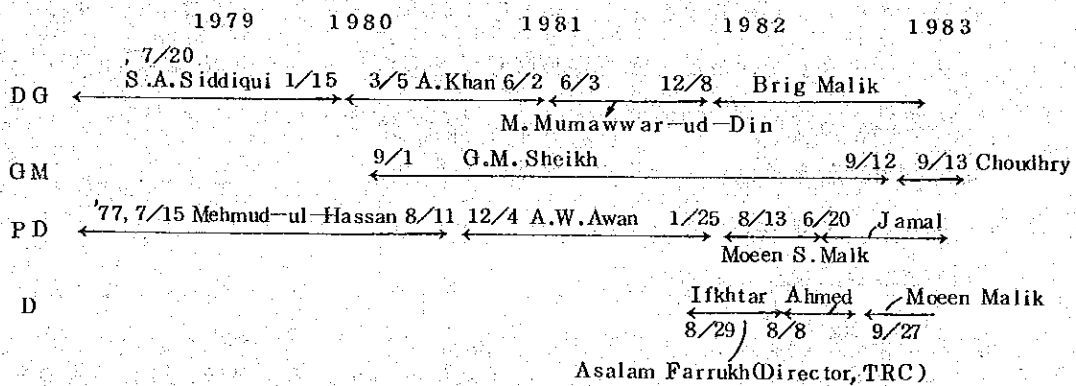 1979 1980 1981 1982 1983
, 7/20
DG S.A.Siddiqui 1/15 3/5 A.Khan 6/2 6/3 12/8 Brig Malik
M.Mumawwar-ud-Din
GM 9/1 G.M.Sheikh 9/12 9/13 Choudhry
PD '77, 7/15 Mehmud-ul-Hassan 8/11 12/4 A.W.Awan 1/25 8/13 6/20 Jamal
Moeen S.Malk
D Ifkhtar Ahmed Moeen Malik
8/29 8/8 9/27
Asalam Farrukh(Director, TRC)